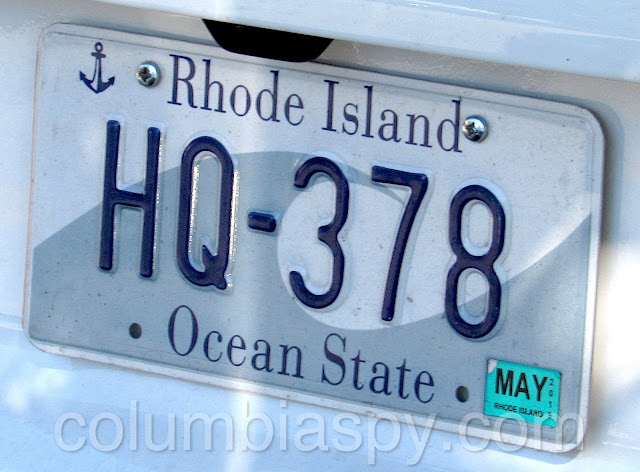 Rhode Island
HQ-378
Ocean State
MAY
RHODE ISLAND
columbiaspy.com